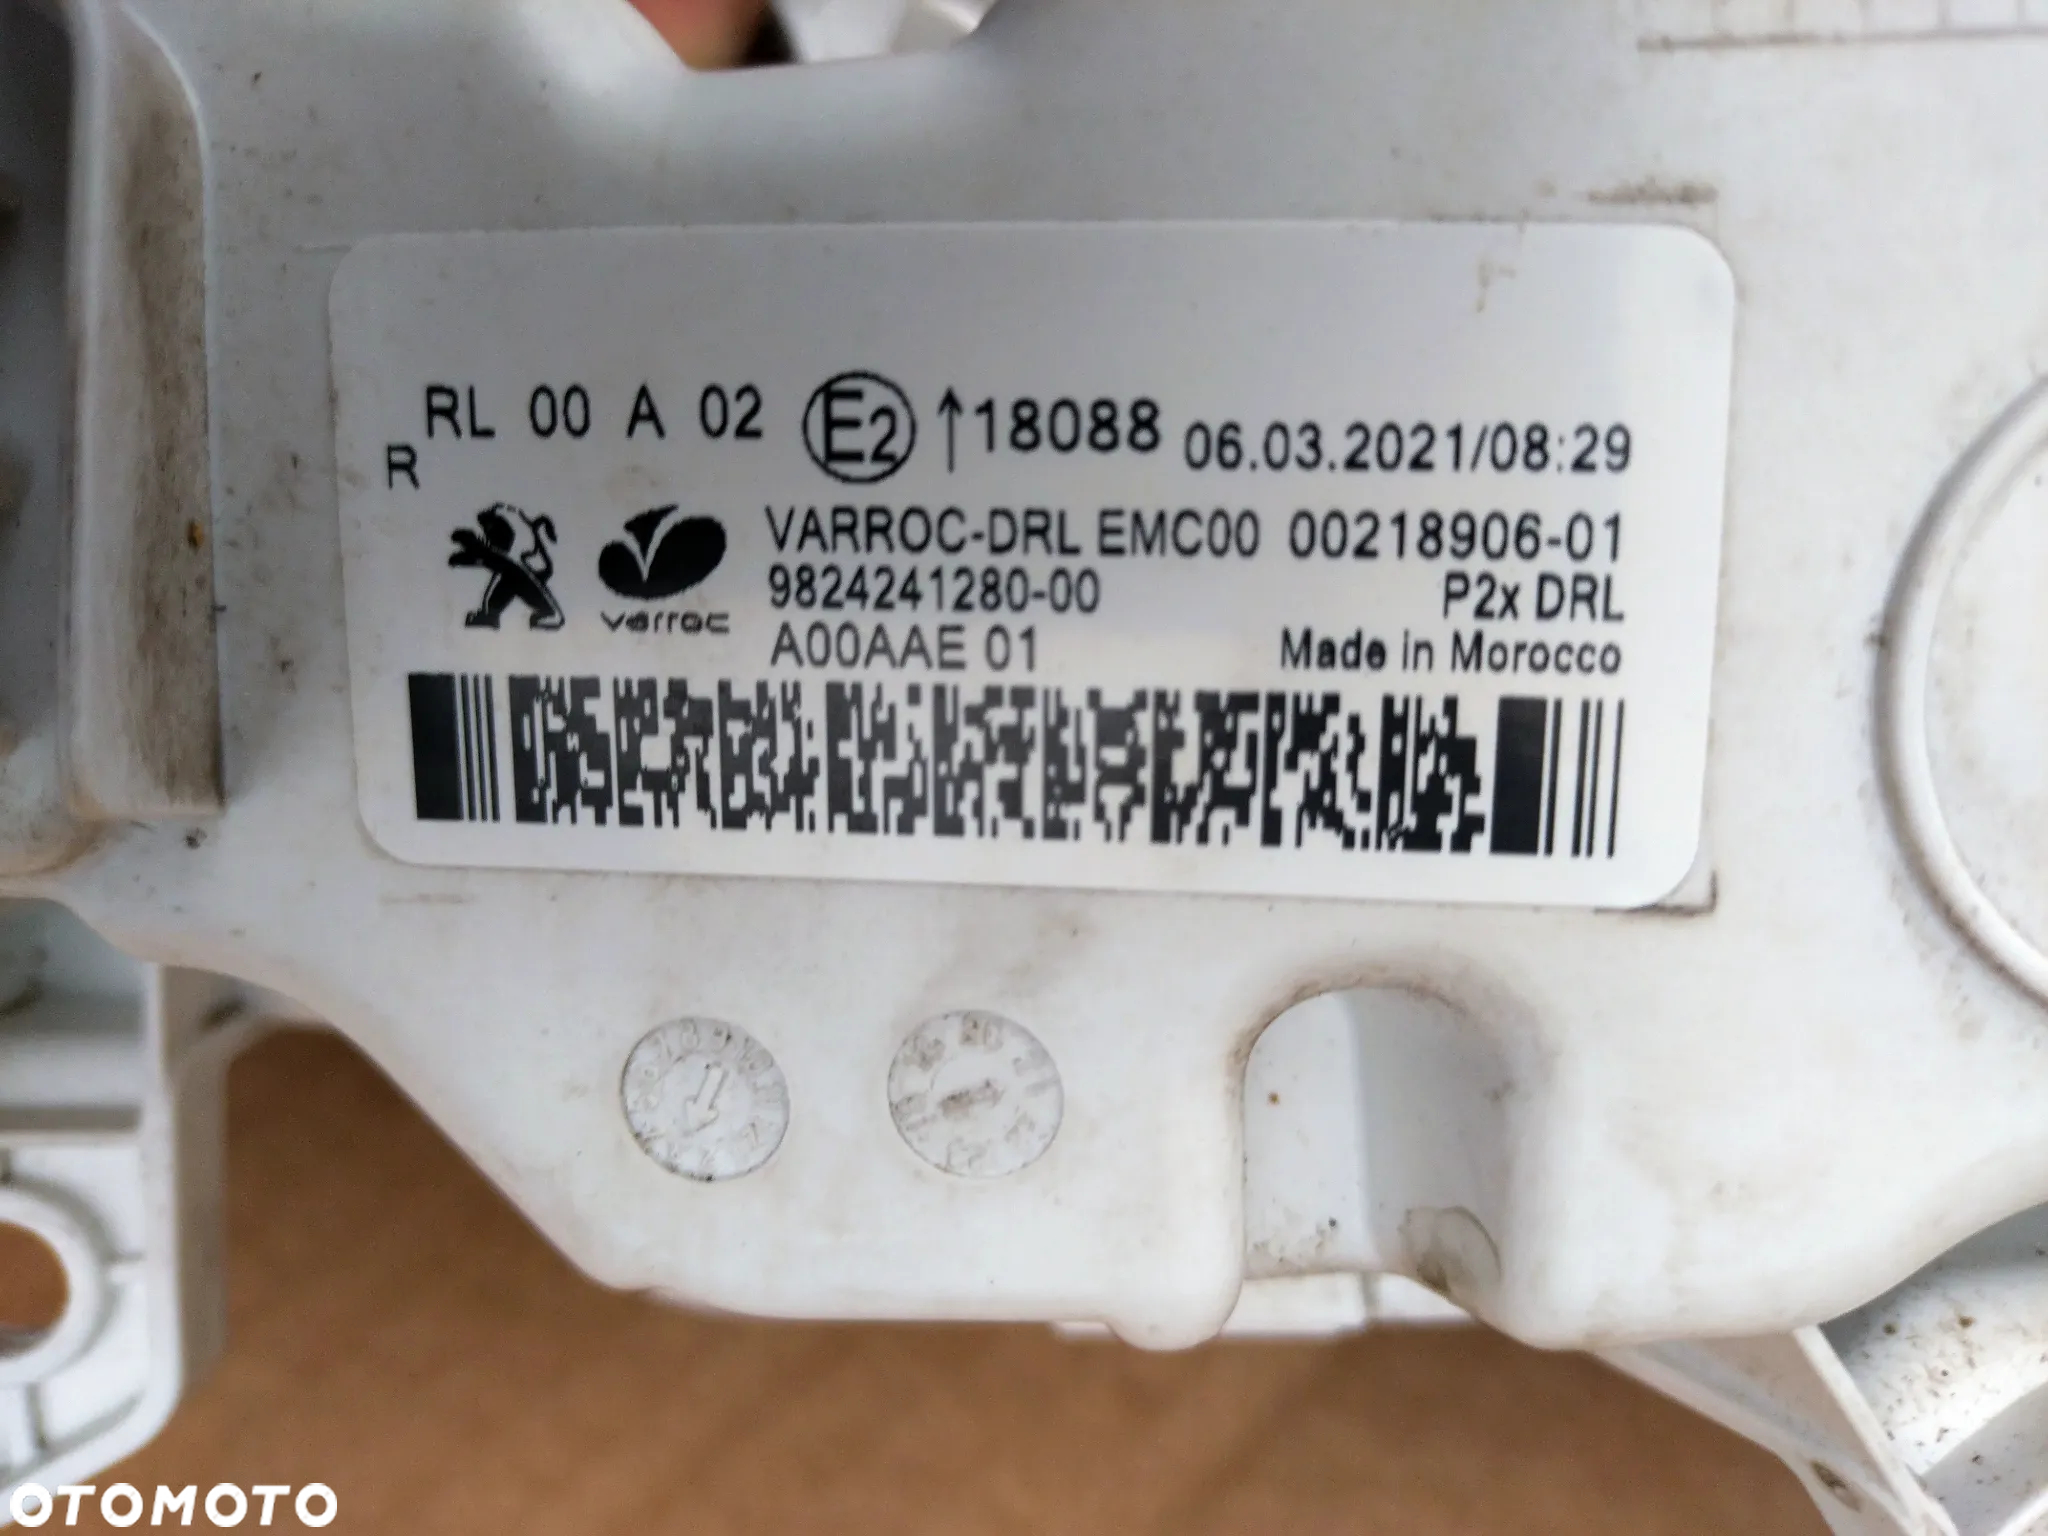 RL 00 A 02 E2 ↑18088 06.03.2021/08:29
R
varroc
VARROC-DRL EMC00 00218906-01
9824241280-00 P2x DRL
A00AAE 01 Made in Morocco
OTOMOTO